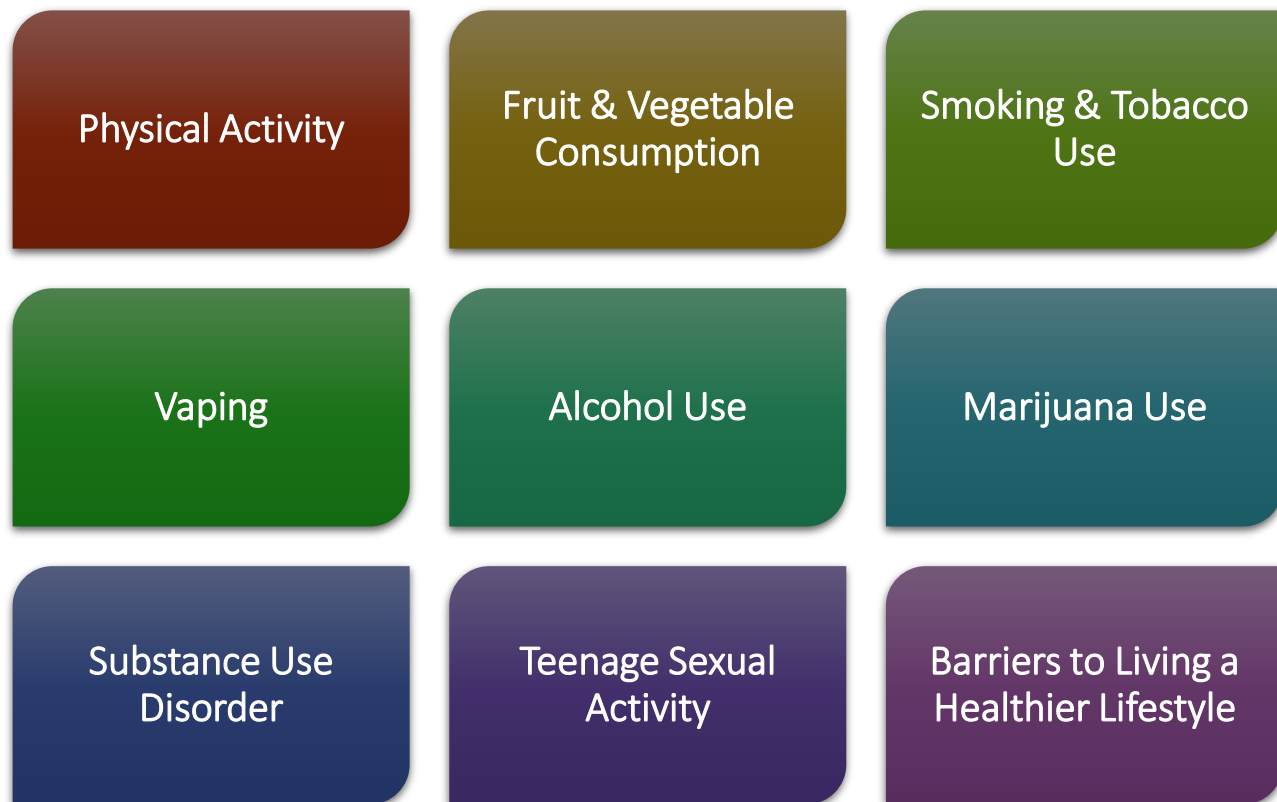 Physical Activity
Fruit & Vegetable
Consumption
Smoking & Tobacco
Use
Vaping
Alcohol Use
Marijuana Use
Substance Use
Disorder
Teenage Sexual
Activity
Barriers to Living a
Healthier Lifestyle